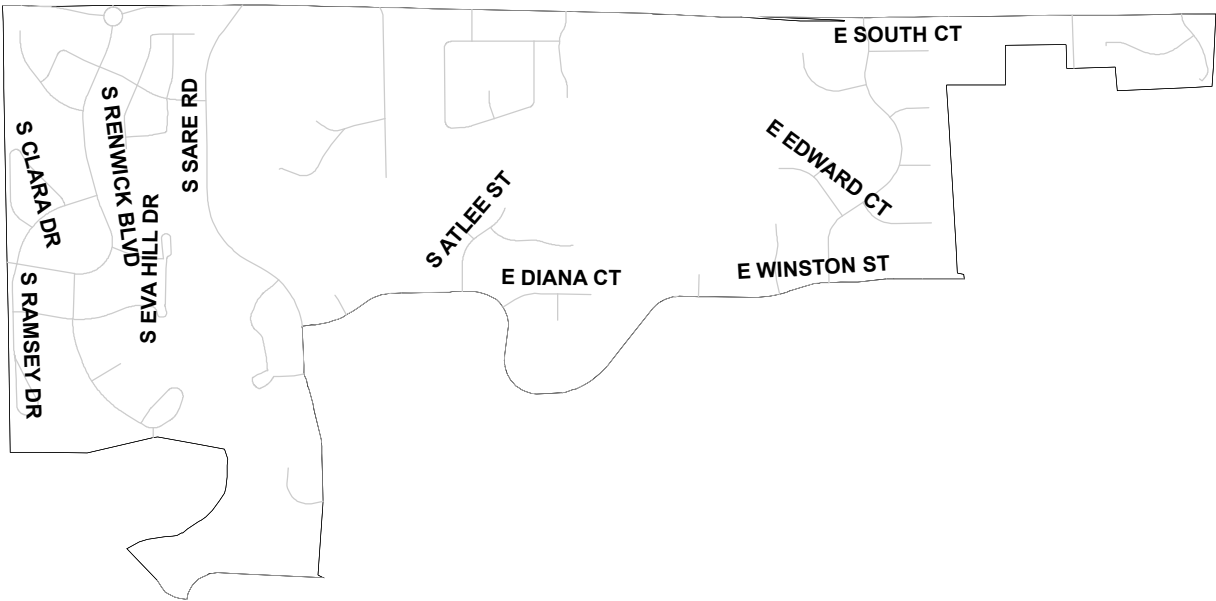 E SOUTH CT
S SARE RD
S RENWICK BLVD
S CLARA DR
E EDWARD CT
S ATLEE ST
S EVA HILL DR
E WINSTON ST
E DIANA CT
S RAMSEY DR